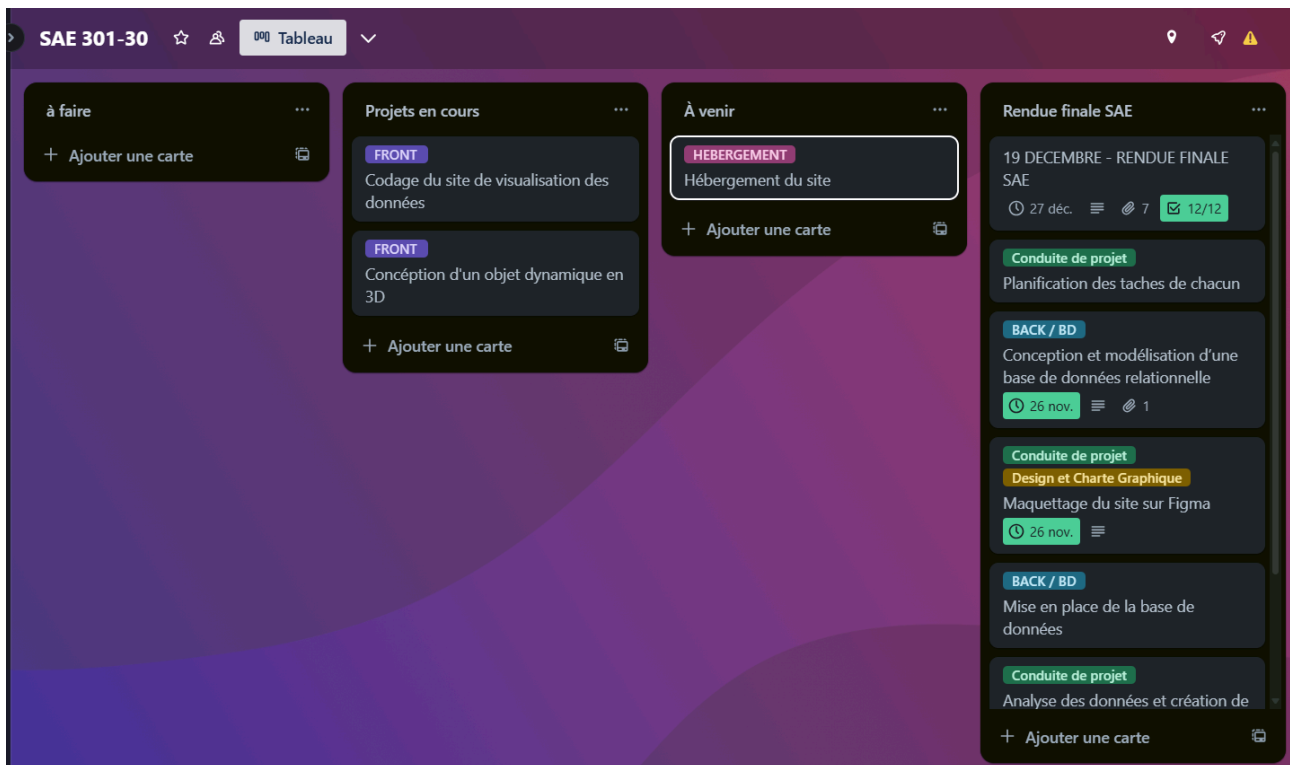 SAE 301-30
Tableau
à faire
Ajouter une carte
Projets en cours
FRONT
Codage du site de visualisation des
données
FRONT
Concéption d'un objet dynamique en
3D
Ajouter une carte
À venir
HEBERGEMENT
Hébergement du site
Ajouter une carte
Rendue finale SAE
19 DECEMBRE - RENDUE FINALE
SAE
27 déc. 7 12/12
Conduite de projet
Planification des taches de chacun
BACK / BD
Conception et modélisation d'une
base de données relationnelle
26 nov. 1
Conduite de projet
Design et Charte Graphique
Maquettage du site sur Figma
26 nov.
BACK / BD
Mise en place de la base de
données
Conduite de projet
Analyse des données et création de
Ajouter une carte